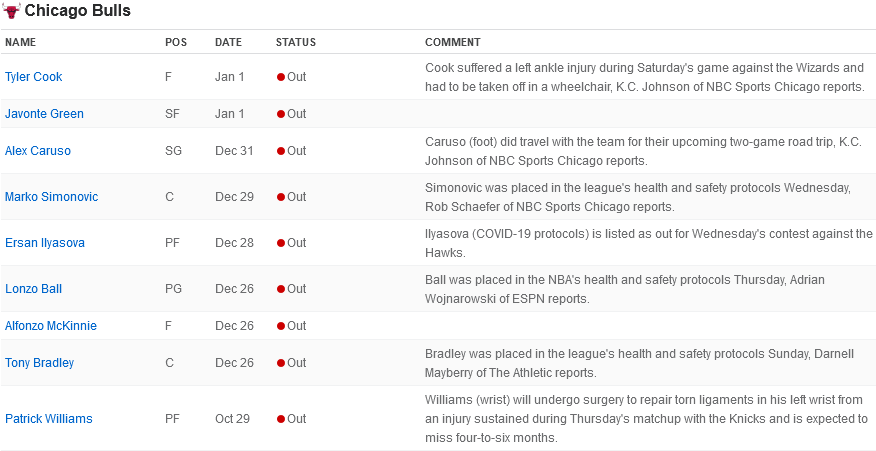 Chicago Bulls
NAME POS DATE STATUS COMMENT
Tyler Cook F Jan 1 Out Cook suffered a left ankle injury during Saturday's game against the Wizards and
had to be taken off in a wheelchair, K.C. Johnson of NBC Sports Chicago reports.
Javonte Green SF Jan 1 Out
Alex Caruso SG Dec 31 Out Caruso (foot) did travel with the team for their upcoming two-game road trip, K.C.
Johnson of NBC Sports Chicago reports.
Marko Simonovic C Dec 29 Out Simonovic was placed in the league's health and safety protocols Wednesday,
Rob Schaefer of NBC Sports Chicago reports.
Ersan Ilyasova PF Dec 28 Out Ilyasova (COVID-19 protocols) is listed as out for Wednesday's contest against the
Hawks.
Lonzo Ball PG Dec 26 Out Ball was placed in the NBA's health and safety protocols Thursday, Adrian
Wojnarowski of ESPN reports.
Alfonzo McKinnie F Dec 26 Out
Tony Bradley C Dec 26 Out Bradley was placed in the league's health and safety protocols Sunday, Darnell
Mayberry of The Athletic reports.
Patrick Williams PF Oct 29 Out Williams (wrist) will undergo surgery to repair torn ligaments in his left wrist from
an injury sustained during Thursday's matchup with the Knicks and is expected to
miss four-to-six months.